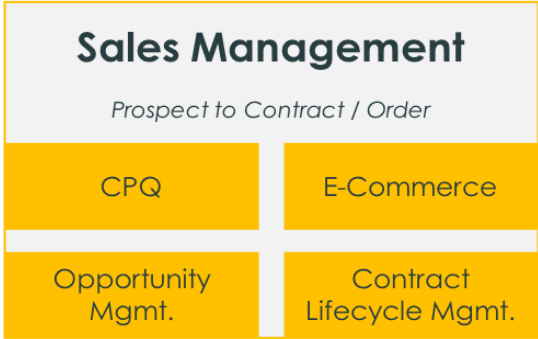 Sales Management
Prospect to Contract / Order
CPQ
E-Commerce
Opportunity
Mgmt.
Contract
Lifecycle Mgmt.